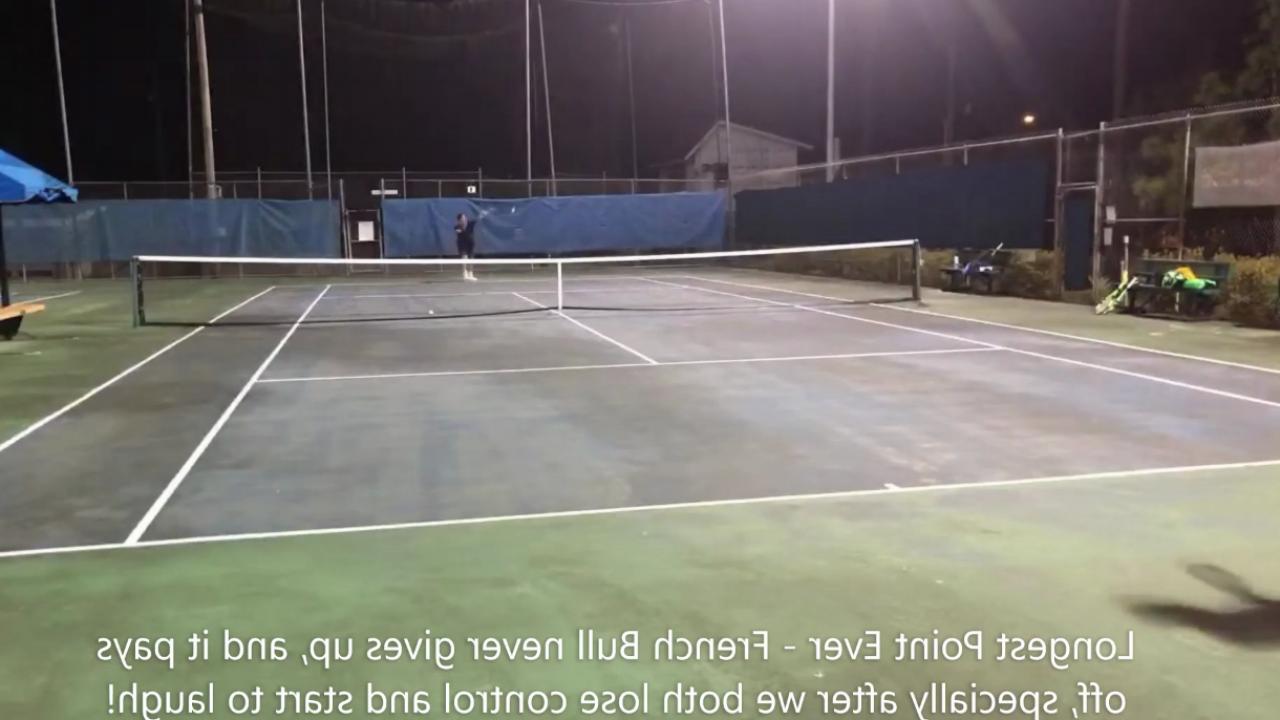 Longest Point Ever - French Bull never gives up, and it pays
off, specially after we both lose control and start to laugh!